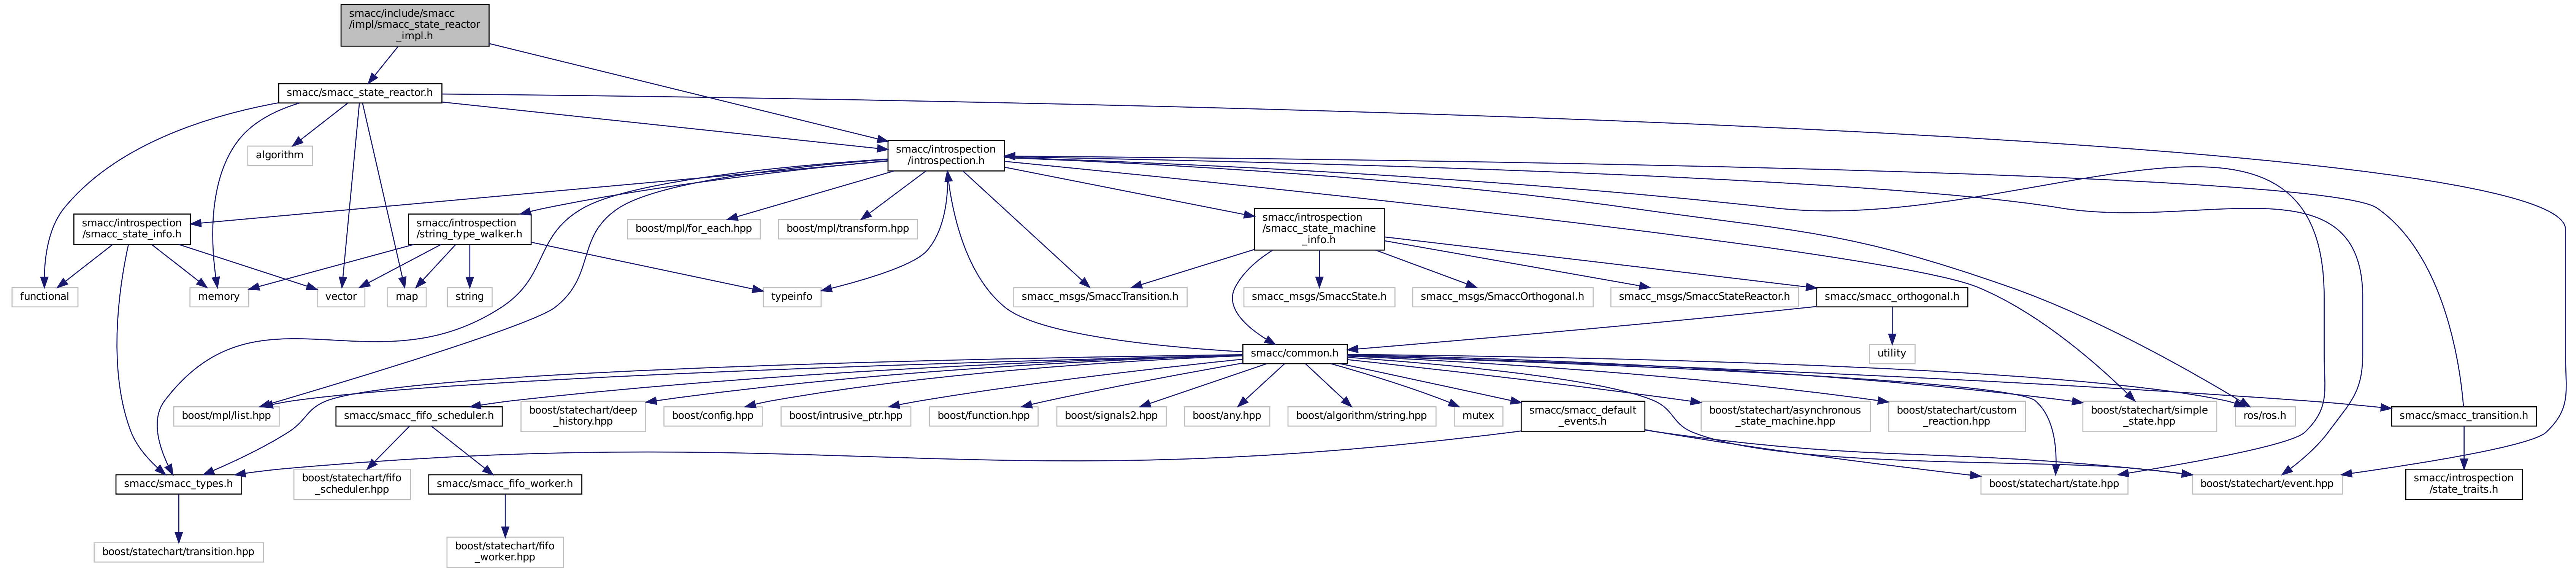 smacc/include/smacc
/impl/smacc_state_reactor
_impl.h
smacc/smacc_state_reactor.h
algorithm
smacc/introspection
/introspection.h
smacc/introspection
/smacc_state_info.h
smacc/introspection
/string_type_walker.h
boost/mpl/for_each.hpp
boost/mpl/transform.hpp
smacc/introspection
/smacc_state_machine
_info.h
functional
memory
vector
map
string
typeinfo
smacc_msgs/SmaccTransition.h
smacc_msgs/SmaccState.h
smacc_msgs/SmaccOrthogonal.h
smacc_msgs/SmaccStateReactor.h
smacc/smacc_orthogonal.h
smacc/common.h
utility
boost/mpl/list.hpp
smacc/smacc_fifo_scheduler.h
boost/statechart/deep
_history.hpp
boost/config.hpp
boost/intrusive_ptr.hpp
boost/function.hpp
boost/signals2.hpp
boost/any.hpp
boost/algorithm/string.hpp
mutex
smacc/smacc_default
_events.h
boost/statechart/asynchronous
_state_machine.hpp
boost/statechart/custom
_reaction.hpp
boost/statechart/simple
_state.hpp
ros/ros.h
smacc/smacc_transition.h
smacc/smacc_types.h
boost/statechart/fifo
_scheduler.hpp
smacc/smacc_fifo_worker.h
boost/statechart/state.hpp
boost/statechart/event.hpp
smacc/introspection
/state_traits.h
boost/statechart/transition.hpp
boost/statechart/fifo
_worker.hpp